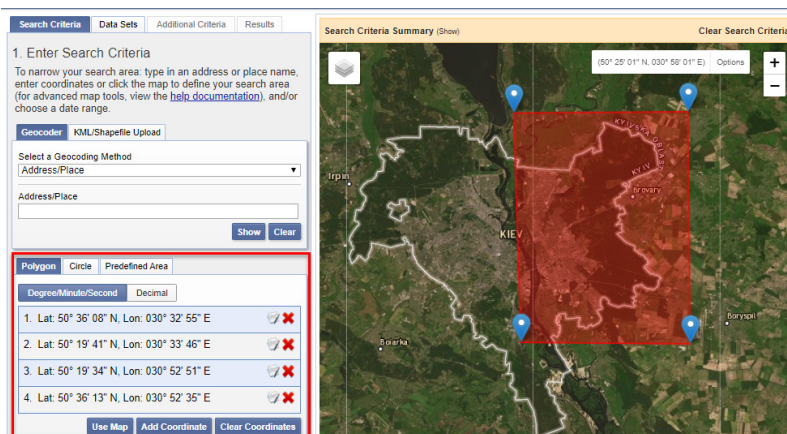 Search Criteria Data Sets Additional Criteria Results
1. Enter Search Criteria
To narrow your search area: type in an address or place name,
enter coordinates or click the map to define your search area
(for advanced map tools, view the help documentation), and/or
choose a date range.
Geocoder KML/Shapefile Upload
Select a Geocoding Method
Address/Place
Address/Place
Show Clear
Polygon Circle Predefined Area
Degree/Minute/Second Decimal
1. Lat: 50° 36' 08" N, Lon: 030° 32' 55" E
2. Lat: 50° 19' 41" N, Lon: 030° 33' 46" E
3. Lat: 50° 19' 34" N, Lon: 030° 52' 51" E
4. Lat: 50° 36' 13" N, Lon: 030° 52' 35" E
Use Map Add Coordinate Clear Coordinates
Search Criteria Summary (Show) Clear Search Criteria
(50° 25' 01" N, 030° 58' 01" E) Options
+
−
KYIVSKA OBLAST
KYIV
Irpin
Brovary
KIEV
Boryspil
Boiarka